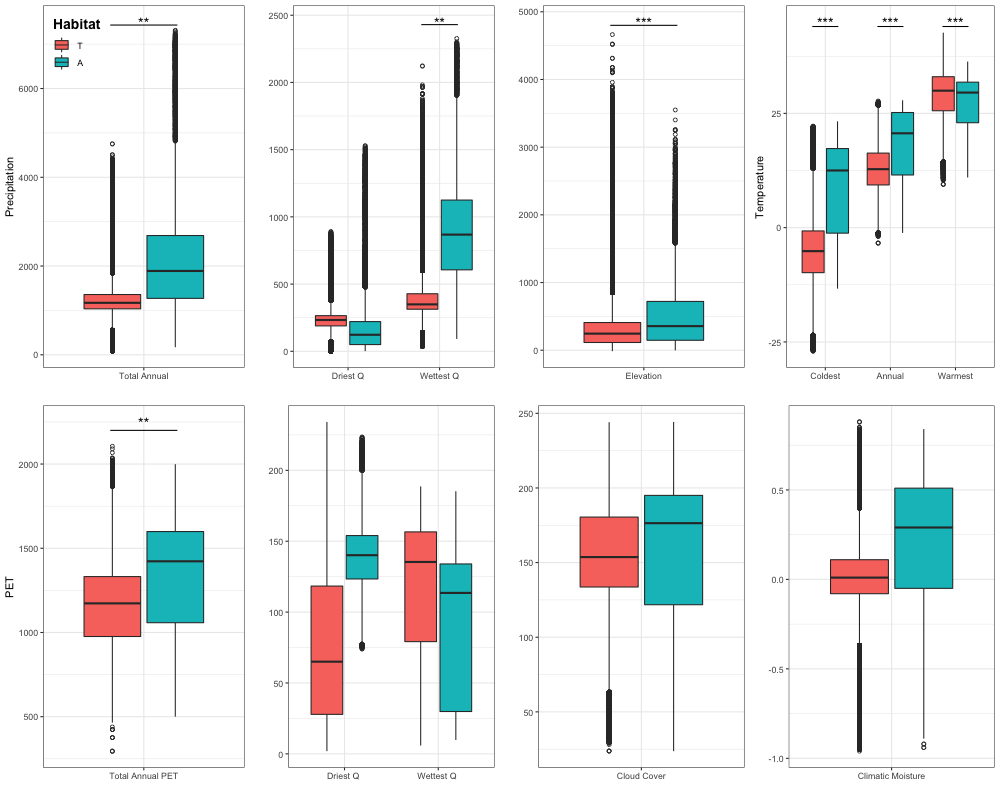 Habitat
T
A
**
Precipitation
6000
4000
2000
0
Total Annual
**
2500
2000
1500
1000
500
0
Driest Q
Wettest Q
***
5000
4000
3000
2000
1000
0
Elevation
*** *** ***
Temperature
25
0
-25
Coldest
Annual
Warmest
**
PET
2000
1500
1000
500
Total Annual PET
200
150
100
50
0
Driest Q
Wettest Q
250
200
150
100
50
Cloud Cover
0.5
0.0
-0.5
-1.0
Climatic Moisture